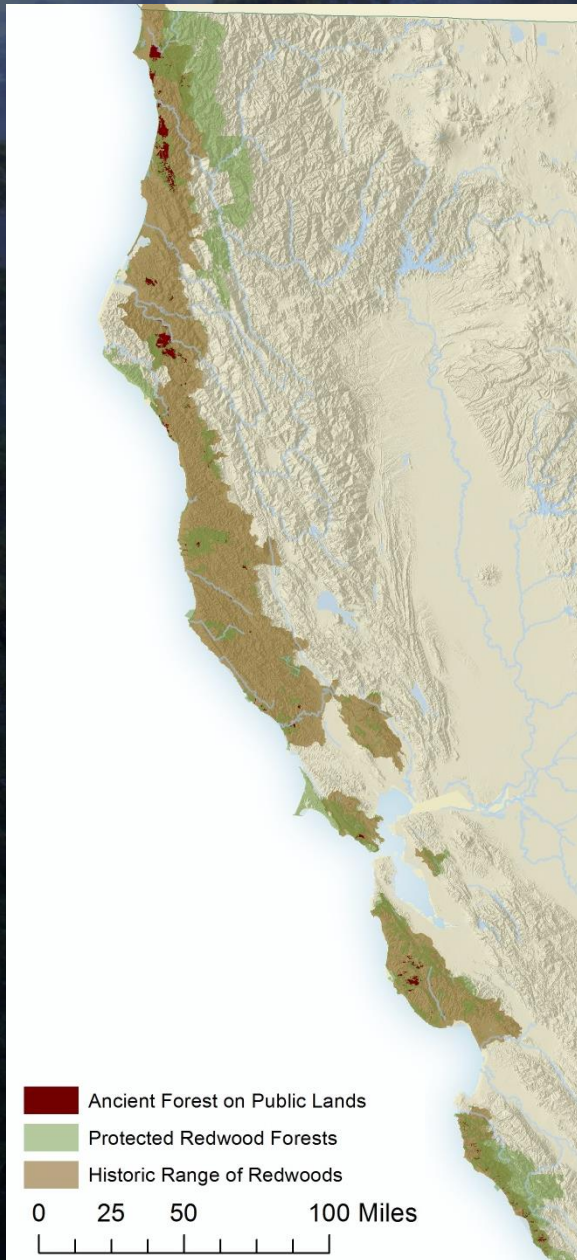 Ancient Forest on Public Lands
Protected Redwood Forests
Historic Range of Redwoods
0 25 50 100 Miles